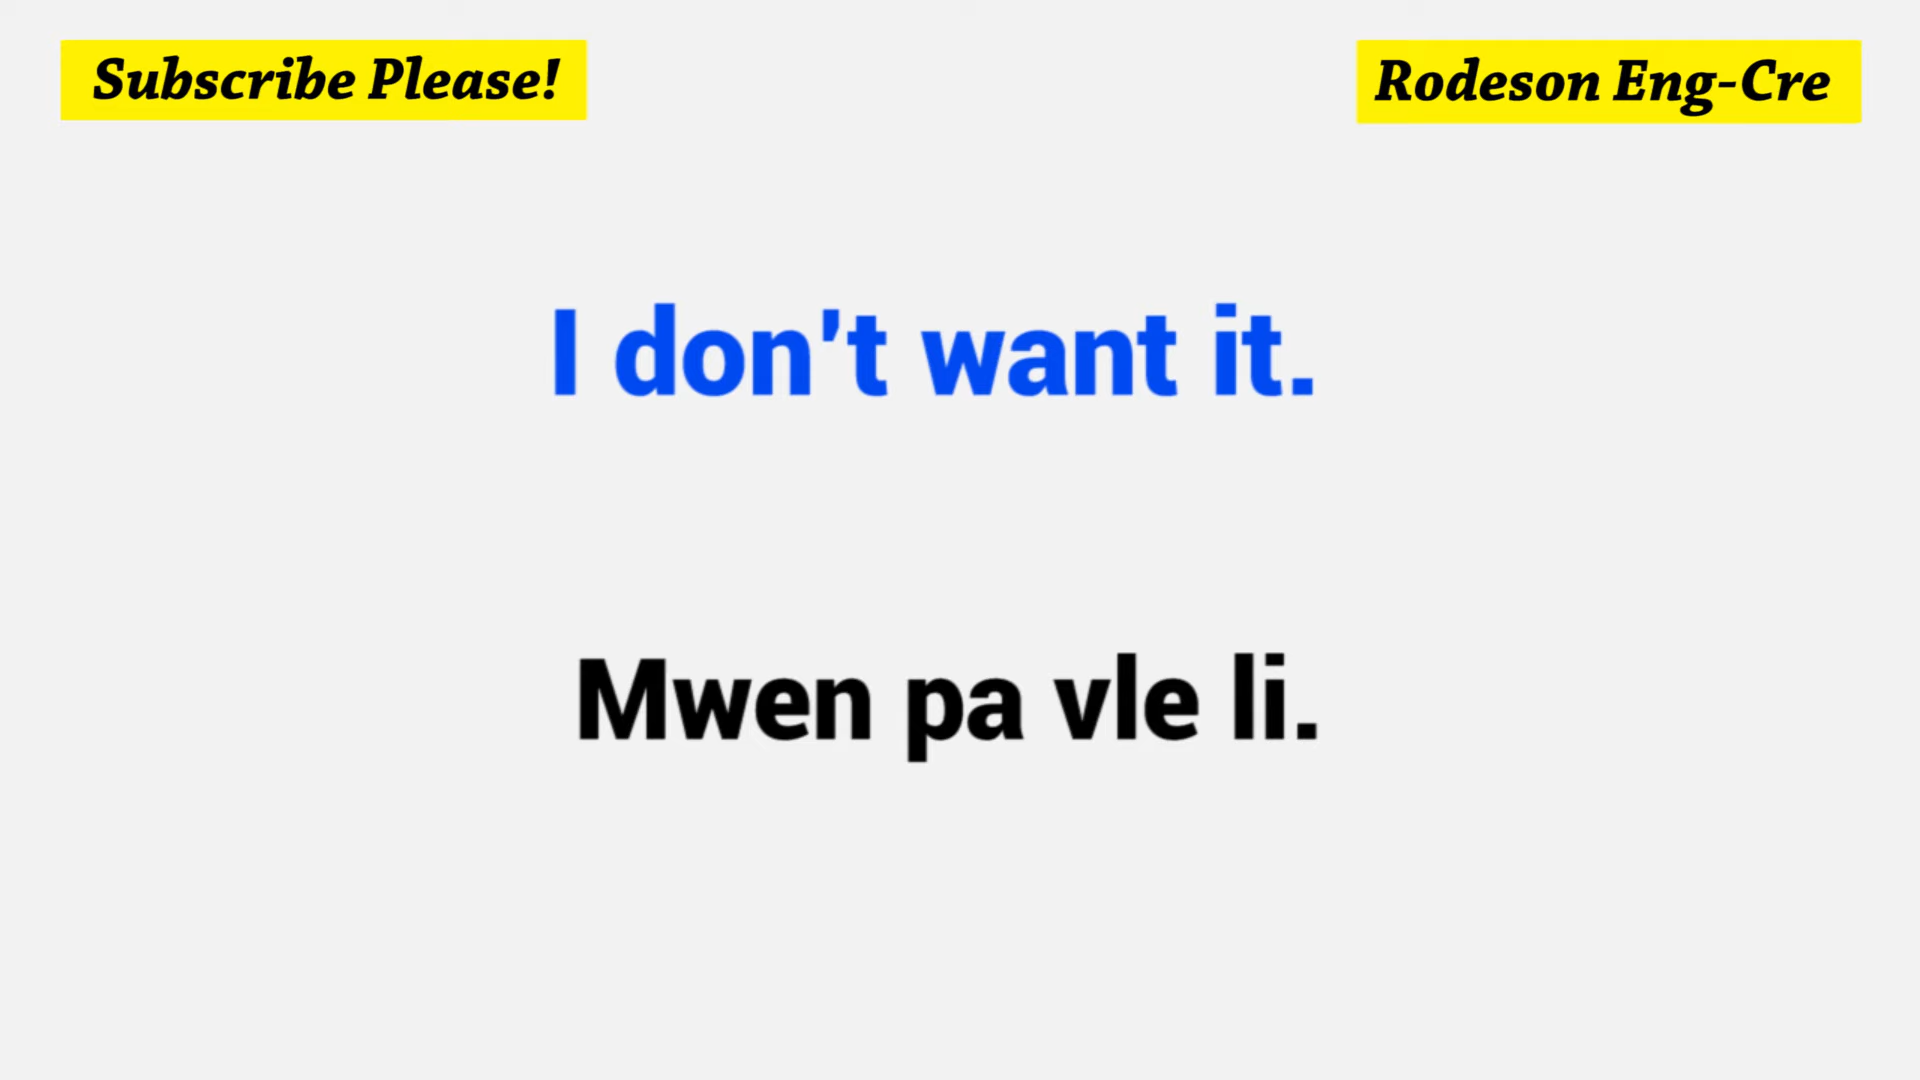 Subscribe Please!
Rodeson Eng-Cre
I don't want it.
Mwen pa vle li.